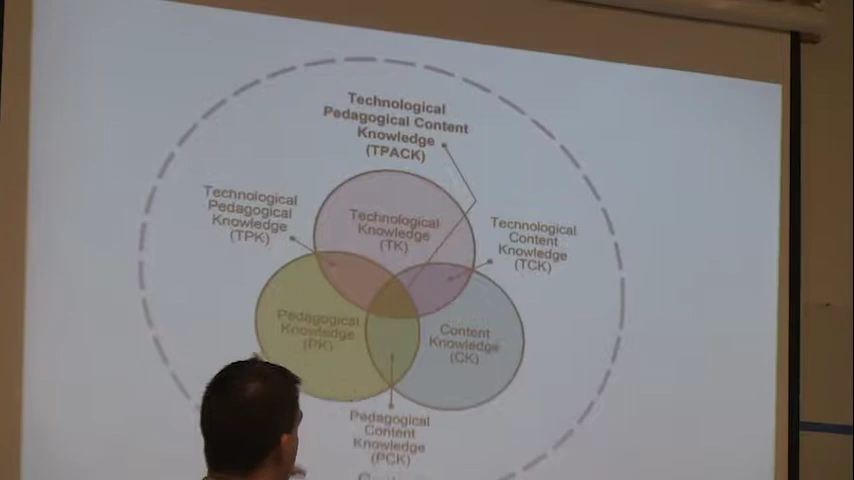 Technological
Pedagogical Content
Knowledge
(TPACK)
Technological
Pedagogical
Knowledge
(TPK)
Technological
Knowledge
(TK)
Technological
Content
Knowledge
(TCK)
Pedagogical
Knowledge
(PK)
Content
Knowledge
(CK)
Pedagogical
Content
Knowledge
(PCK)